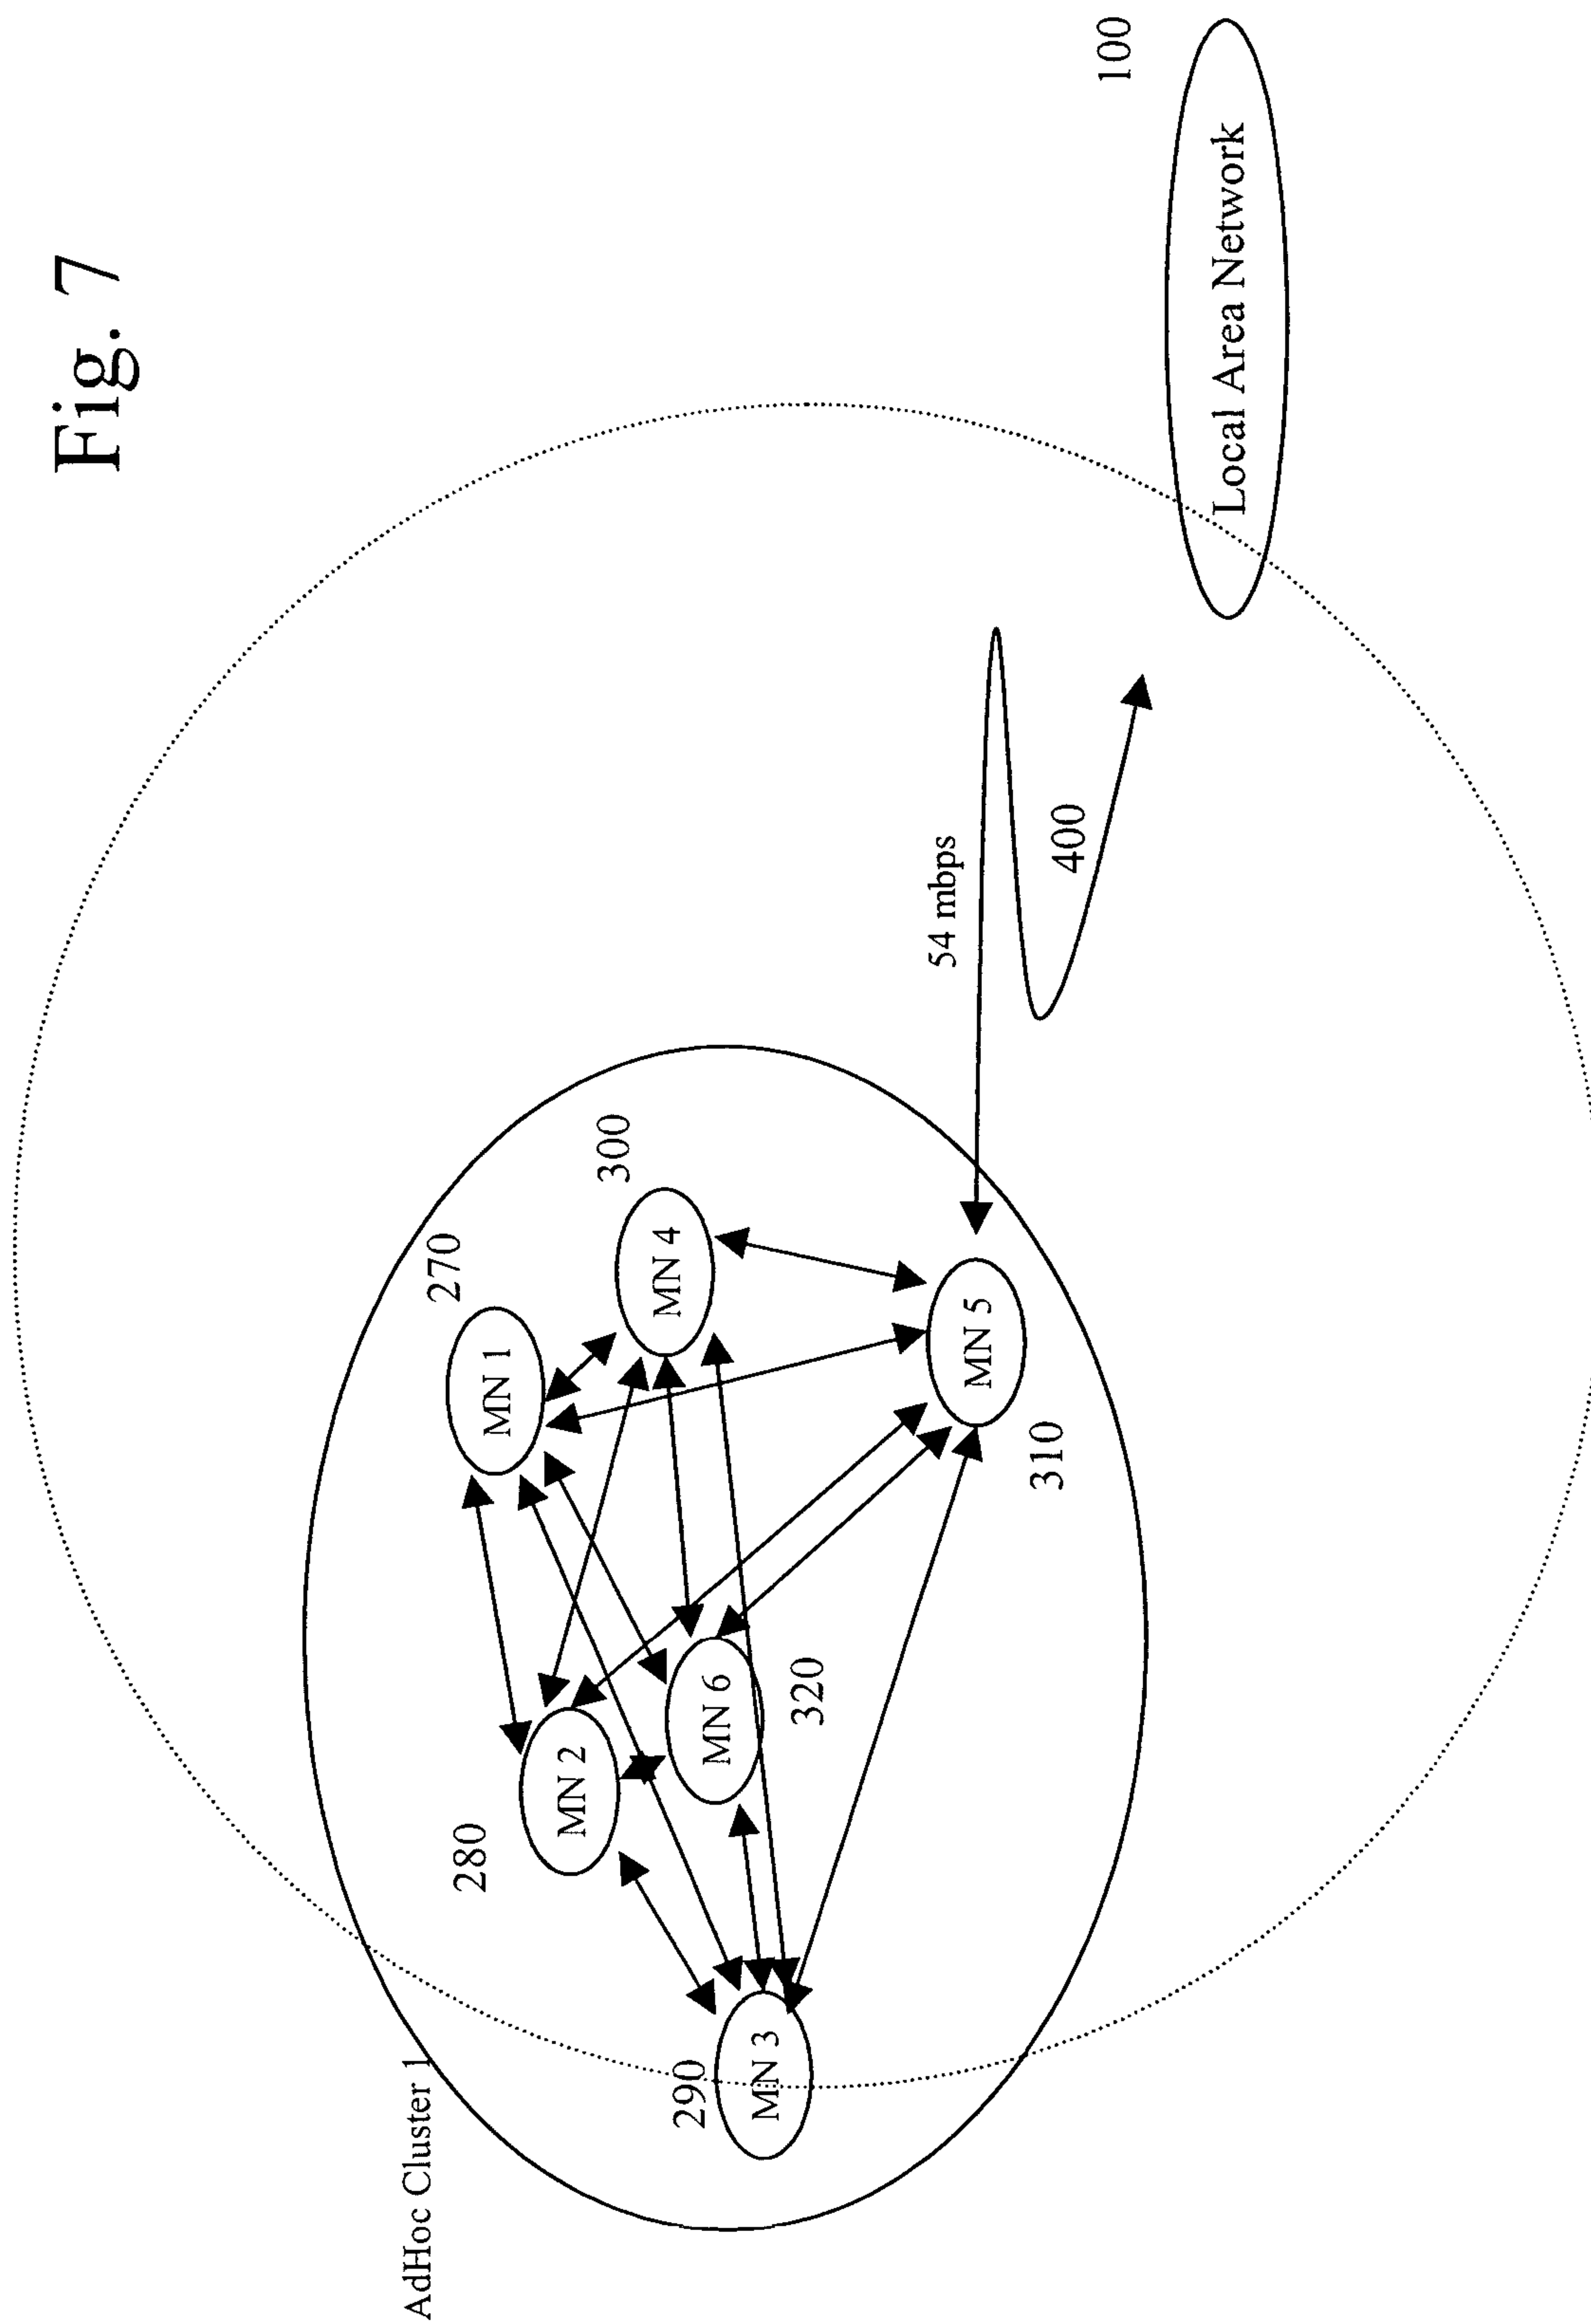 Fig. 7
AdHoc Cluster 1
270
MN 1
280
MN 2
300
MN 4
290
MN 3
MN 6
320
MN 5
310
54 mbps
400
100
Local Area Network